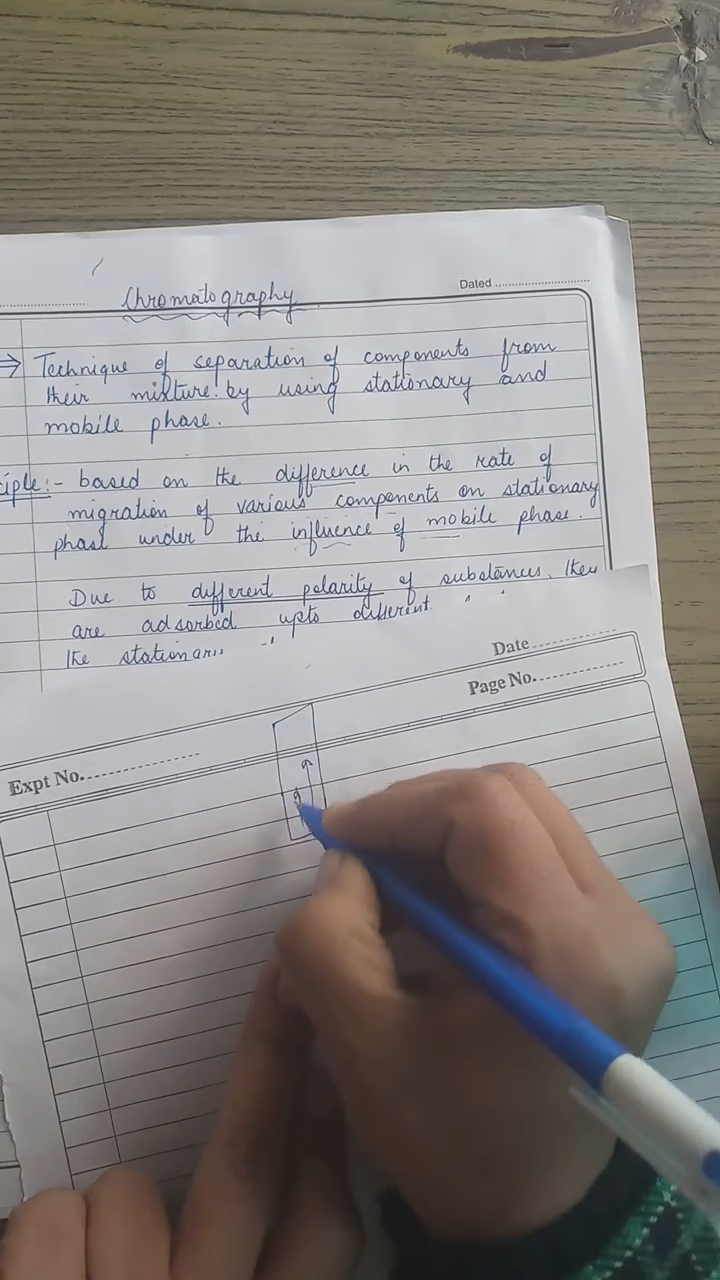 Chromatography
Dated
⇒ Technique of separation of components from
their mixture by using stationary and
mobile phase.
ciple:- based on the difference in the rate of
migration of various components on stationary
phase under the influence of mobile phase.
Due to different polarity of substances, they
are adsorbed upto different
the
Date
Page No.
Expt No.